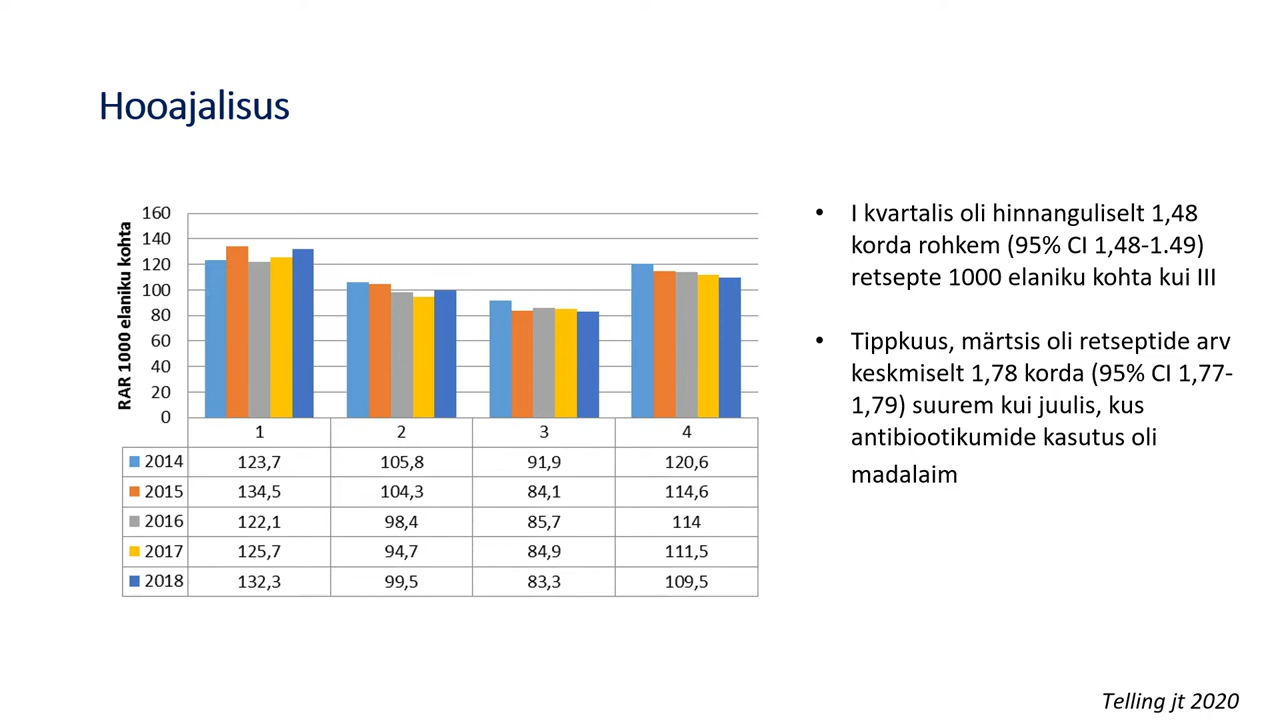 Hooajalisus
RAR 1000 elaniku kohta
160
140
120
100
80
60
40
20
0
1 2 3 4
2014 123,7 105,8 91,9 120,6
2015 134,5 104,3 84,1 114,6
2016 122,1 98,4 85,7 114
2017 125,7 94,7 84,9 111,5
2018 132,3 99,5 83,3 109,5
• I kvartalis oli hinnanguliselt 1,48
korda rohkem (95% CI 1,48-1.49)
retsepte 1000 elaniku kohta kui III
• Tippkuus, märtsis oli retseptide arv
keskmiselt 1,78 korda (95% CI 1,77-
1,79) suurem kui juulis, kus
antibiootikumide kasutus oli
madalaim
Telling jt 2020